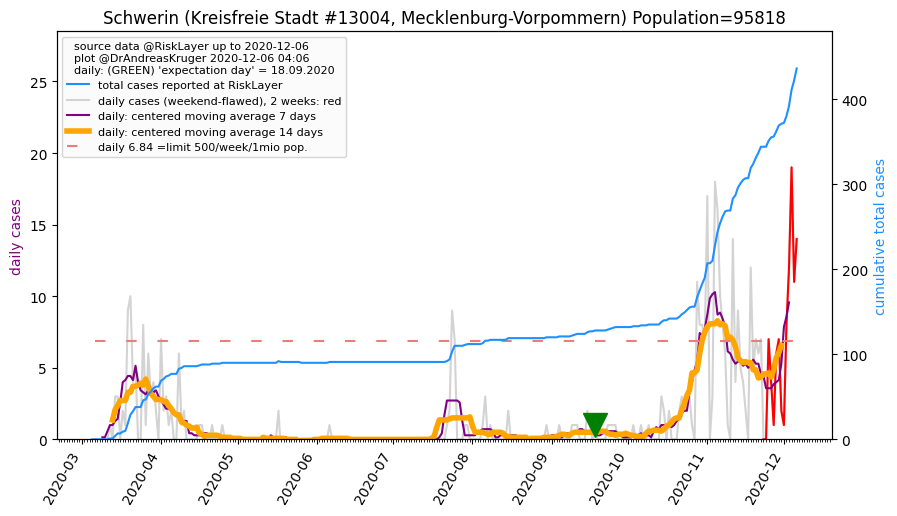 Schwerin (Kreisfreie Stadt #13004, Mecklenburg-Vorpommern) Population=95818
source data @RiskLayer up to 2020-12-06
plot @DrAndreasKruger 2020-12-06 04:06
daily: (GREEN) 'expectation day' = 18.09.2020
total cases reported at RiskLayer
daily cases (weekend-flawed), 2 weeks: red
daily: centered moving average 7 days
daily: centered moving average 14 days
daily 6.84 =limit 500/week/1mio pop.
daily cases
25
20
15
10
5
0
cumulative total cases
400
300
200
100
0
2020-03
2020-04
2020-05
2020-06
2020-07
2020-08
2020-09
2020-10
2020-11
2020-12